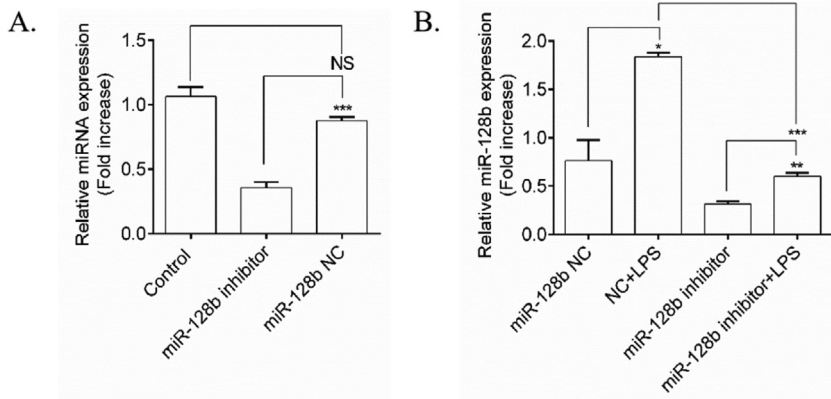 A.
Relative miRNA expression
(Fold increase)
1.5
1.0
0.5
0.0
NS
***
Control
miR-128b inhibitor
miR-128b NC
B.
Relative miR-128b expression
(Fold increase)
2.0
1.5
1.0
0.5
0.0
*
***
**
miR-128b NC
NC+LPS
miR-128b inhibitor
miR-128b inhibitor+LPS